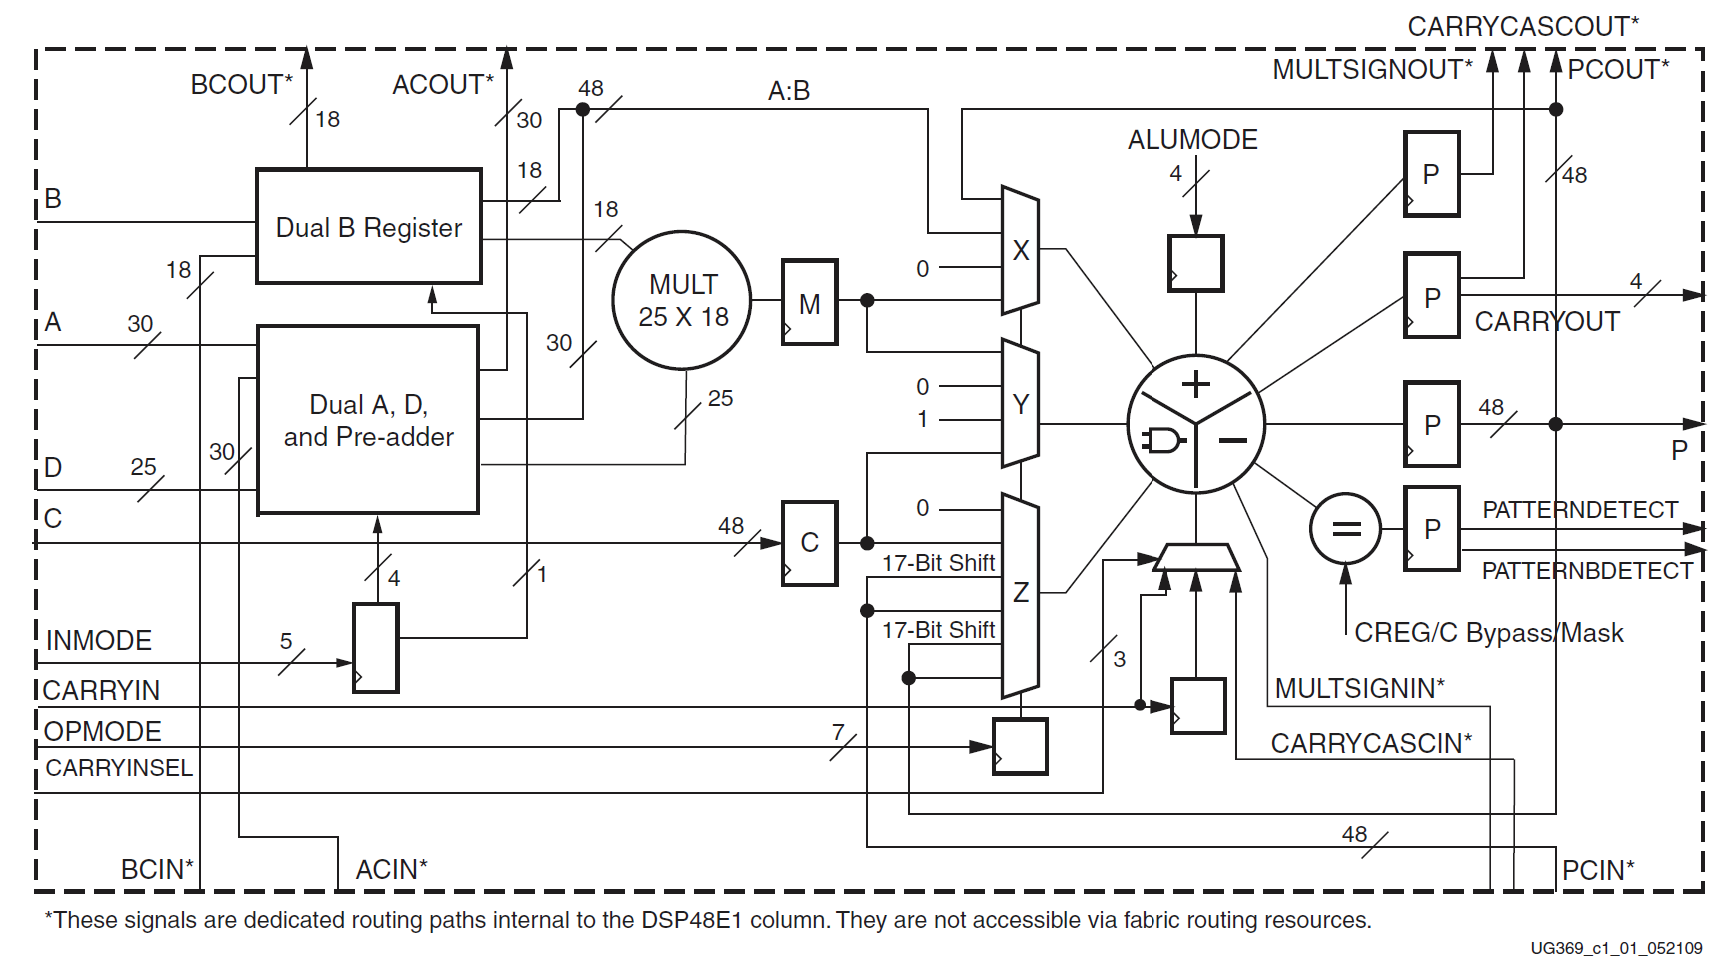 CARRYCASCOUT*
BCOUT*
ACOUT*
48
A:B
MULTSIGNOUT*
PCOUT*
18
30
ALUMODE
4
P
48
B
18
18
Dual B Register
X
18
0
MULT
25 X 18
M
P
4
CARRYOUT
A
30
30
Dual A, D,
and Pre-adder
25
0
Y
1
+
−
P
48
P
30
D
25
C
48
C
0
17-Bit Shift
Z
17-Bit Shift
=
P
PATTERNDETECT
PATTERNBDETECT
4
1
CREG/C Bypass/Mask
INMODE
5
3
CARRYIN
MULTSIGNIN*
OPMODE
7
CARRYCASCIN*
CARRYINSEL
48
BCIN*
ACIN*
PCIN*
*These signals are dedicated routing paths internal to the DSP48E1 column. They are not accessible via fabric routing resources.
UG369_c1_01_052109